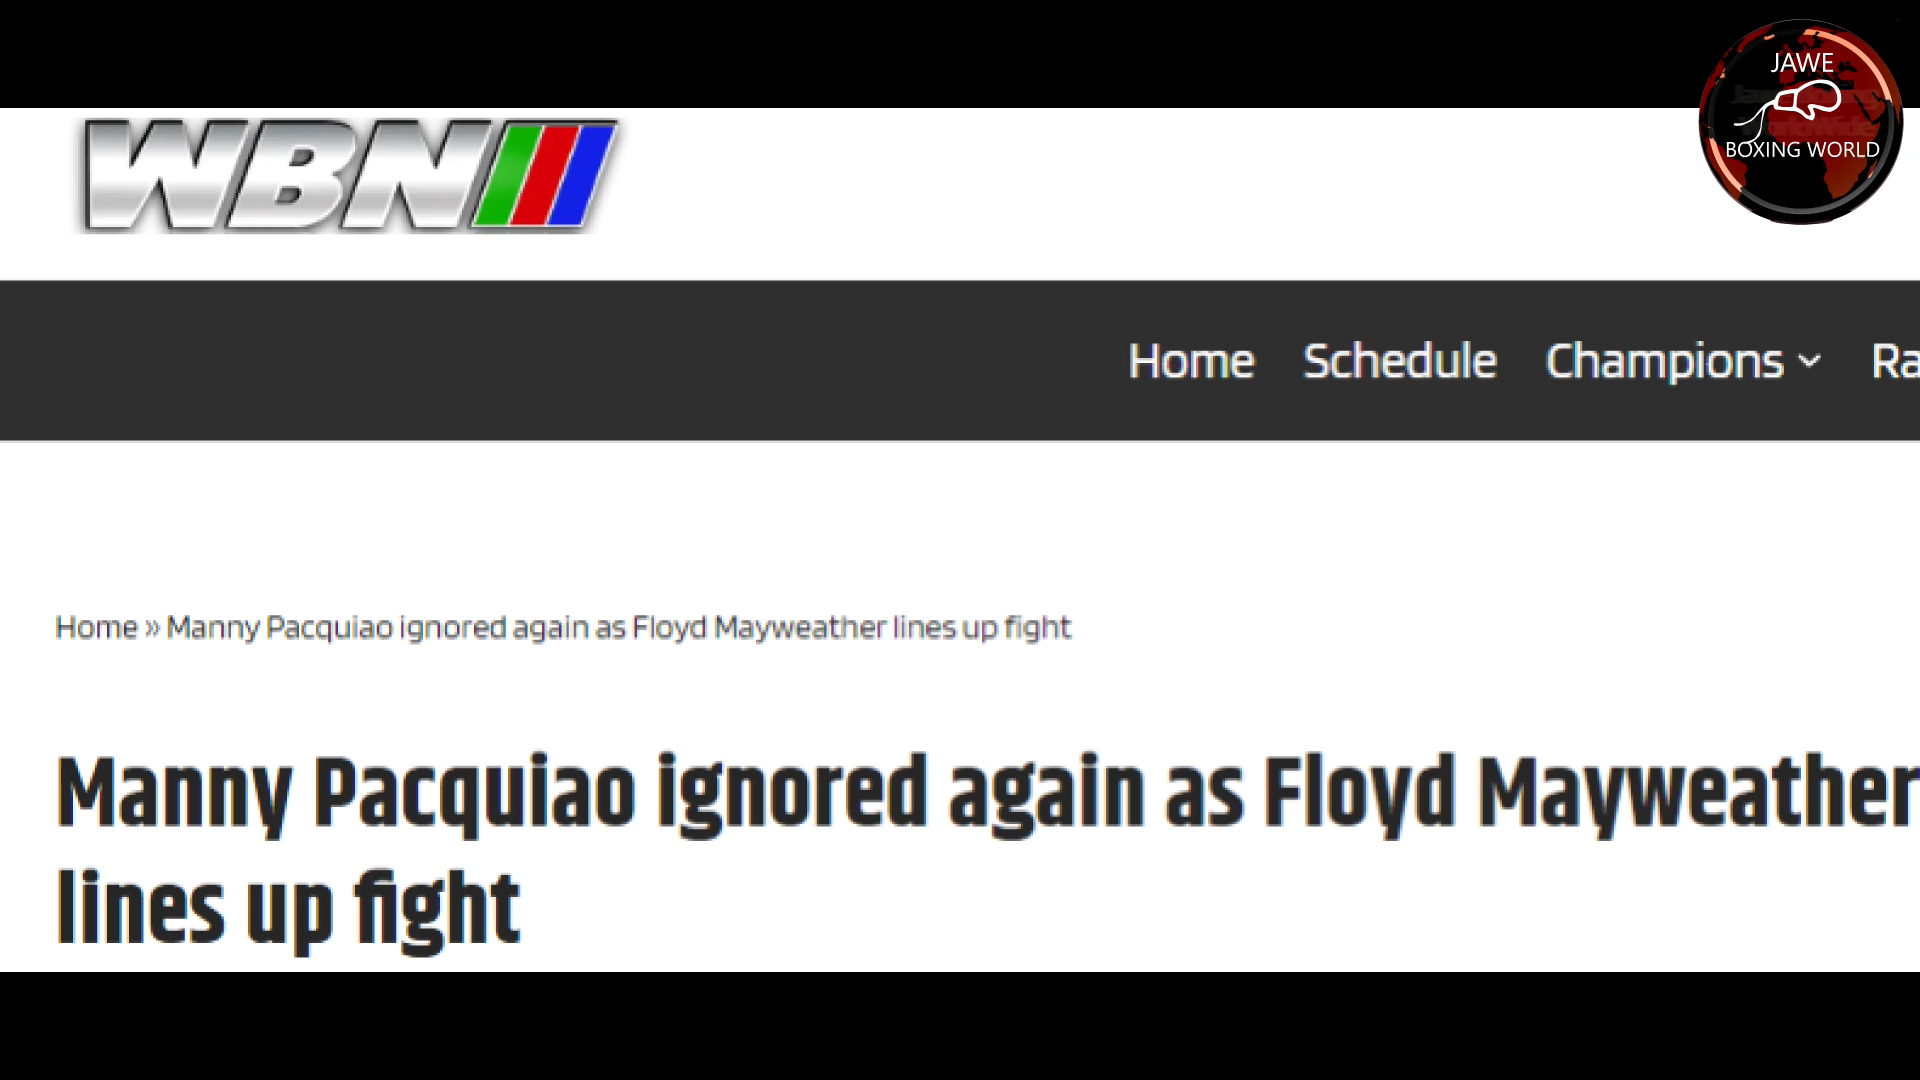 JAWE
BOXING WORLD
WBN
Home Schedule Champions Ra
Home » Manny Pacquiao ignored again as Floyd Mayweather lines up fight
Manny Pacquiao ignored again as Floyd Mayweather
lines up fight